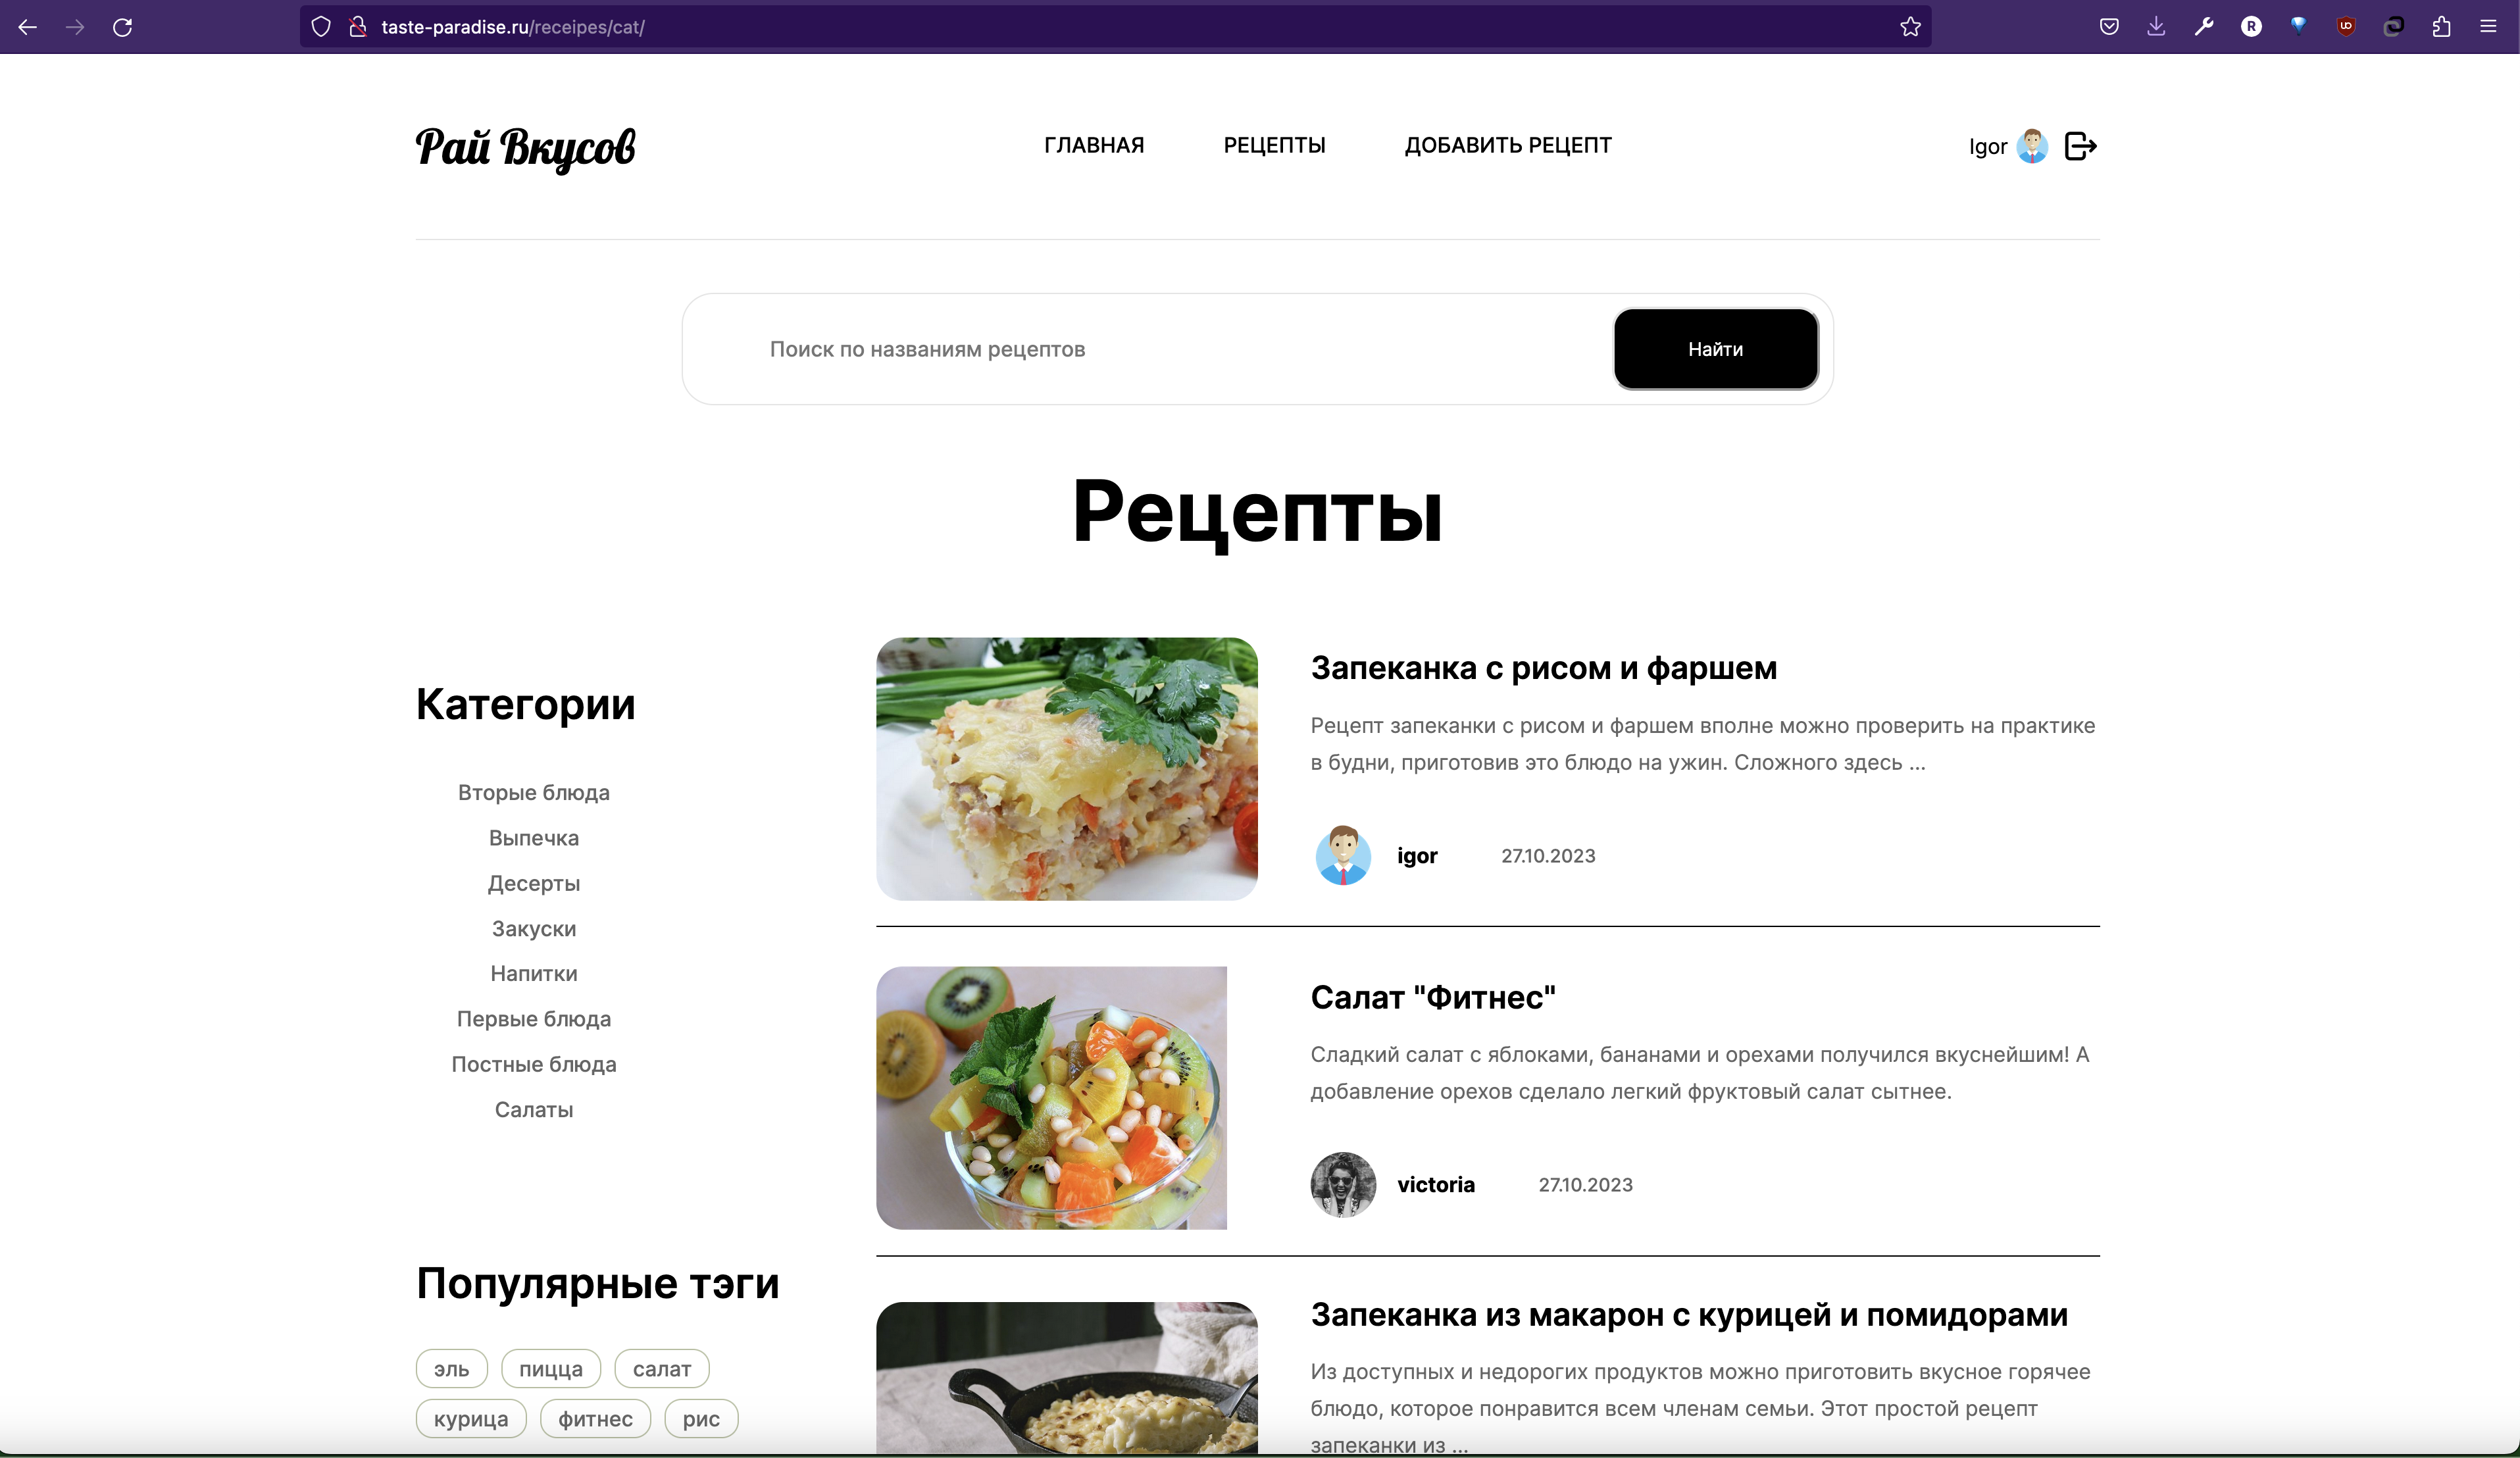 taste-paradise.ru/receipes/cat/
Рай Вкусов
ГЛАВНАЯ
РЕЦЕПТЫ
ДОБАВИТЬ РЕЦЕПТ
Igor
Поиск по названиям рецептов
Найти
Рецепты
Категории
Вторые блюда
Выпечка
Десерты
Закуски
Напитки
Первые блюда
Постные блюда
Салаты
Популярные тэги
эль
пицца
салат
курица
фитнес
рис
Запеканка с рисом и фаршем
Рецепт запеканки с рисом и фаршем вполне можно проверить на практике
в будни, приготовив это блюдо на ужин. Сложного здесь ...
igor
27.10.2023
Салат "Фитнес"
Сладкий салат с яблоками, бананами и орехами получился вкуснейшим! А
добавление орехов сделало легкий фруктовый салат сытнее.
victoria
27.10.2023
Запеканка из макарон с курицей и помидорами
Из доступных и недорогих продуктов можно приготовить вкусное горячее
блюдо, которое понравится всем членам семьи. Этот простой рецепт
запеканки из ...